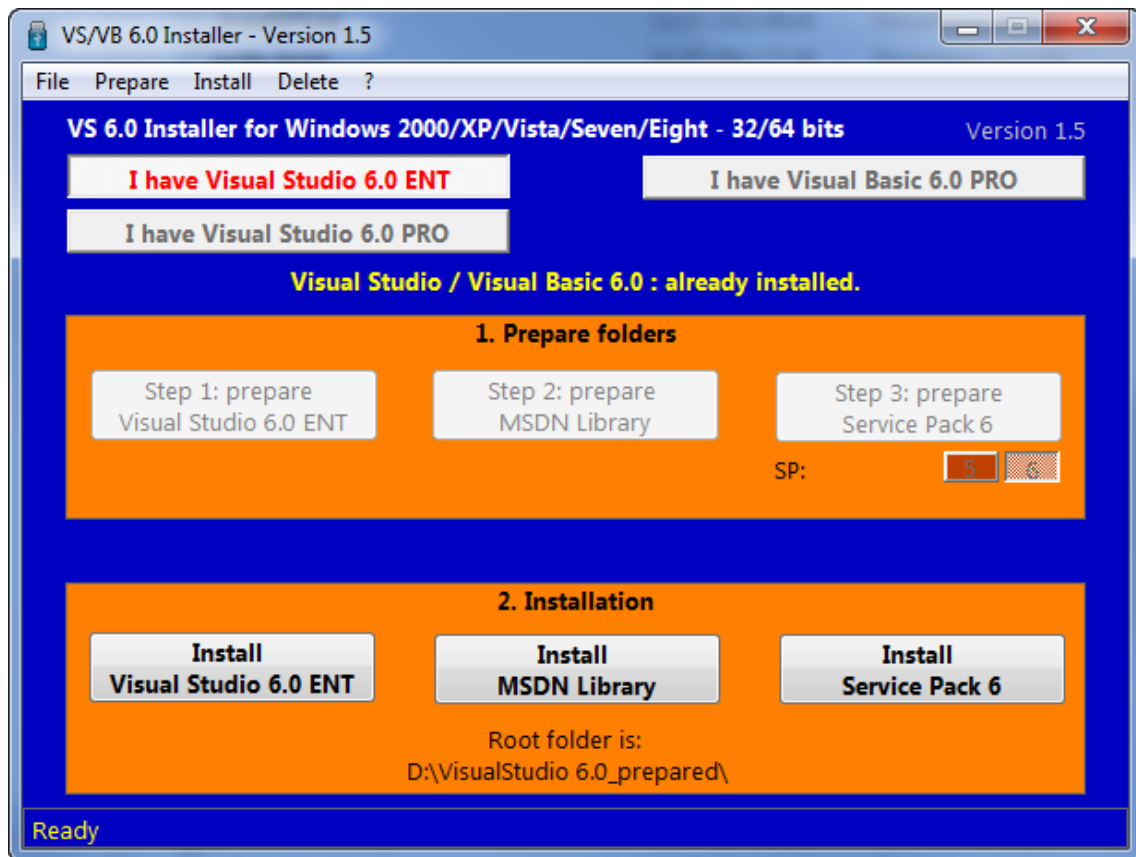 VS/VB 6.0 Installer - Version 1.5
File Prepare Install Delete ?
VS 6.0 Installer for Windows 2000/XP/Vista/Seven/Eight - 32/64 bits
Version 1.5
I have Visual Studio 6.0 ENT
I have Visual Basic 6.0 PRO
I have Visual Studio 6.0 PRO
Visual Studio / Visual Basic 6.0 : already installed.
1. Prepare folders
Step 1: prepare
Visual Studio 6.0 ENT
Step 2: prepare
MSDN Library
Step 3: prepare
Service Pack 6
SP:
5
6
2. Installation
Install
Visual Studio 6.0 ENT
Install
MSDN Library
Install
Service Pack 6
Root folder is:
D:\VisualStudio 6.0_prepared\
Ready